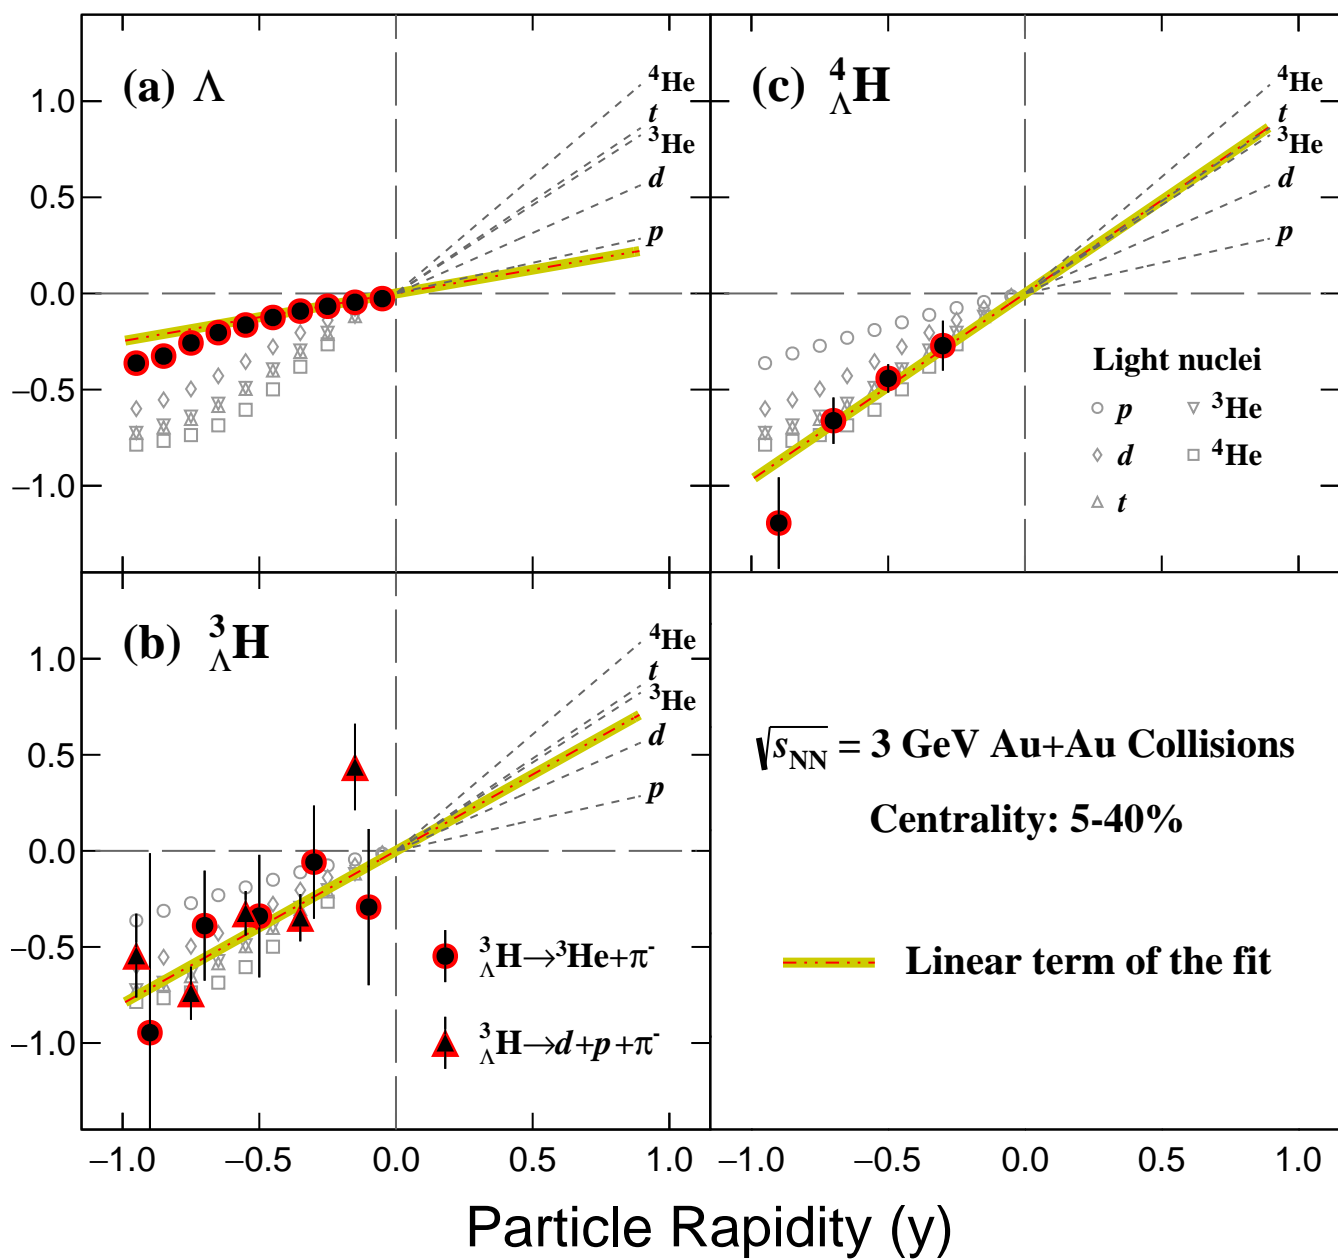 (a) Λ
⁴He
t
³He
d
p
1.0
0.5
0.0
−0.5
−1.0
(c) ⁴ΛH
⁴He
t
³He
d
p
Light nuclei
p ³He
d ⁴He
t
(b) ³ΛH
⁴He
t
³He
d
p
1.0
0.5
0.0
−0.5
−1.0
³ΛH→³He+π⁻
³ΛH→d+p+π⁻
√sNN = 3 GeV Au+Au Collisions
Centrality: 5-40%
Linear term of the fit
−1.0 −0.5 0.0 0.5 1.0 −1.0 −0.5 0.0 0.5 1.0
Particle Rapidity (y)